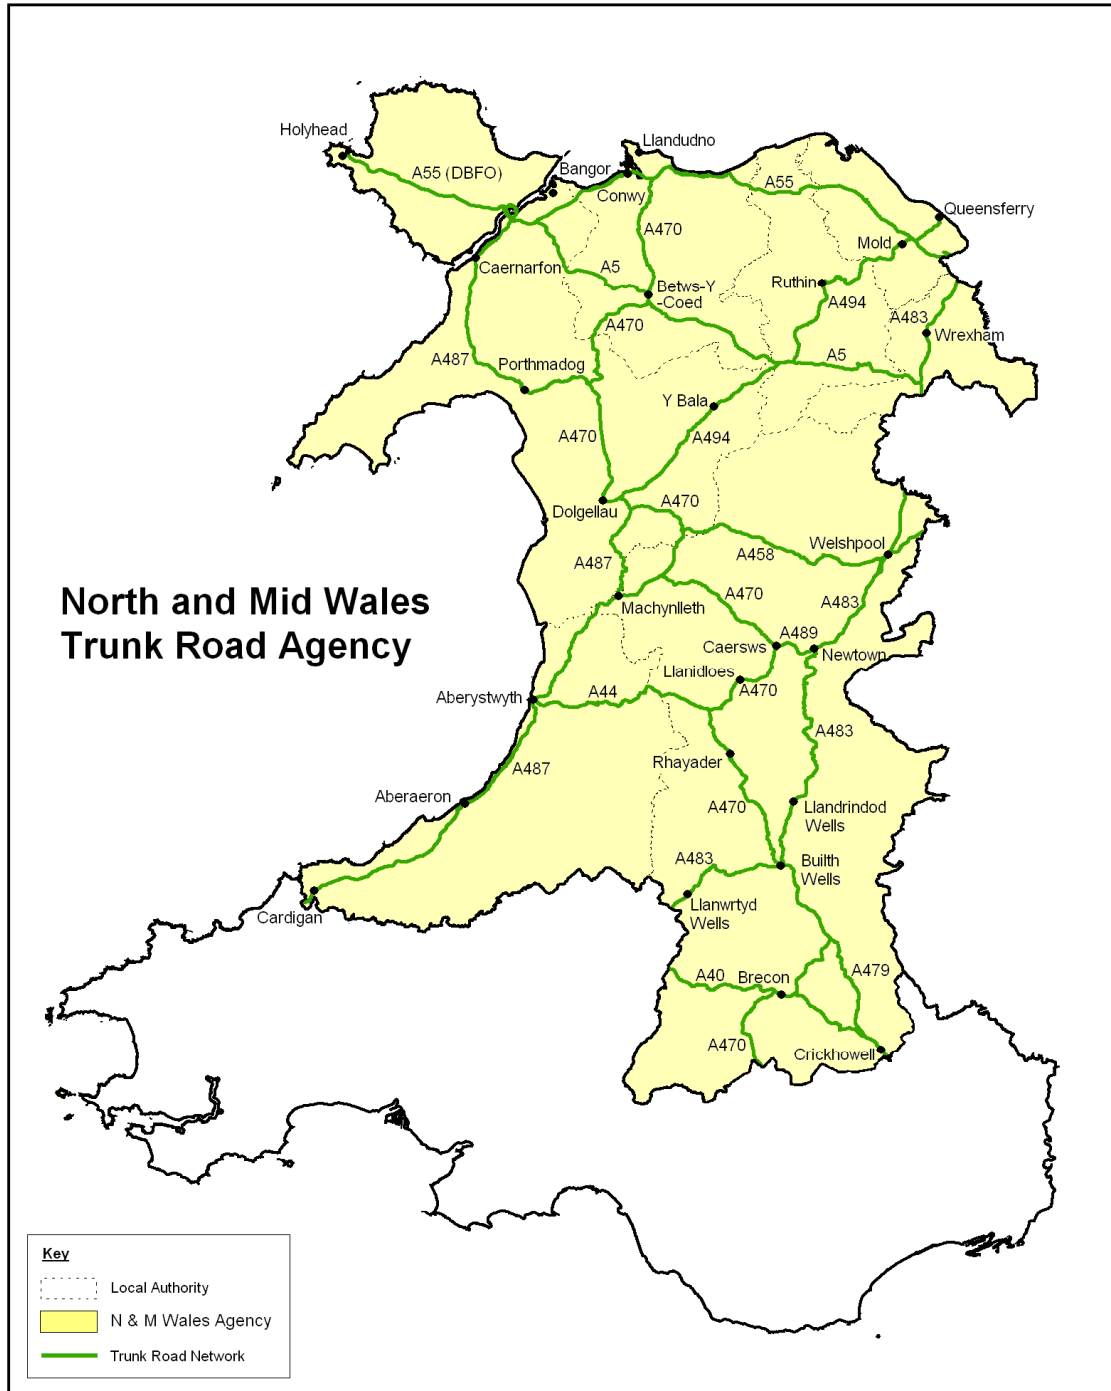 Holyhead
Llandudno
A55 (DBFO)
Bangor
A55
Conwy
Queensferry
A470
Mold
Caernarfon
A5
Ruthin
Betws-Y
-Coed
A494
A483
A470
Wrexham
A487
Porthmadog
A5
Y Bala
A470
A494
A470
Dolgellau
Welshpool
A487
A458
North and Mid Wales
Trunk Road Agency
A470
A483
Machynlleth
A489
Caersws
Newtown
Llanidloes
A44
A470
Aberystwyth
A483
Rhayader
A487
Aberaeron
A470
Llandrindod
Wells
A483
Builth
Wells
Llanwrtyd
Wells
Cardigan
A40
Brecon
A479
A470
Crickhowell
Key
Local Authority
N & M Wales Agency
Trunk Road Network